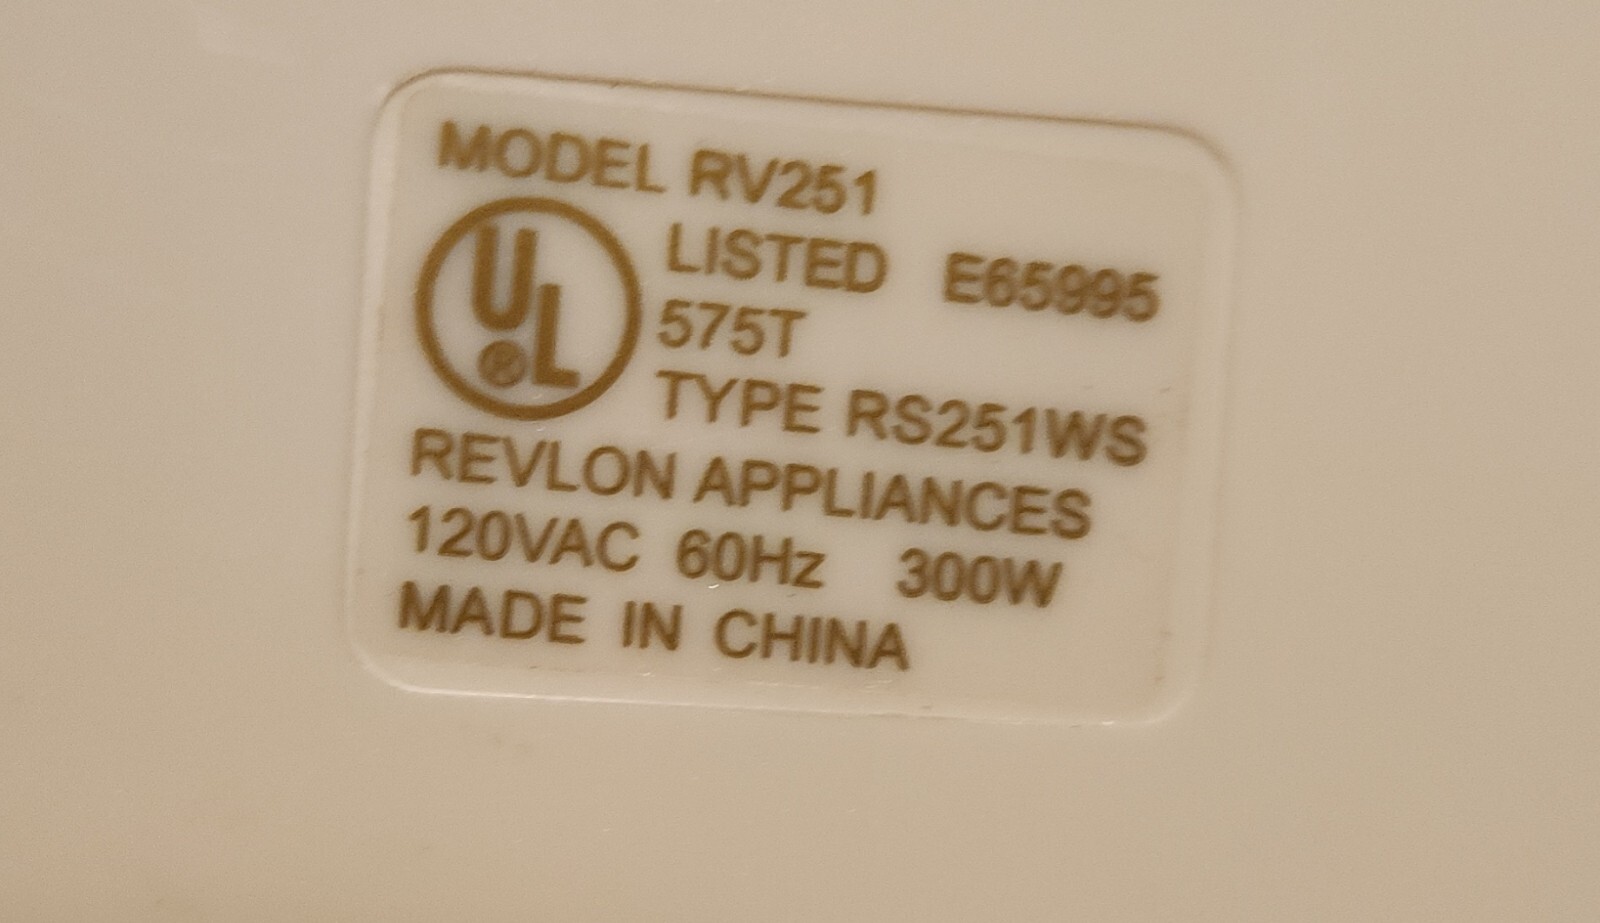 MODEL RV251
UL® LISTED E65995
575T
TYPE RS251WS
REVLON APPLIANCES
120VAC 60Hz 300W
MADE IN CHINA